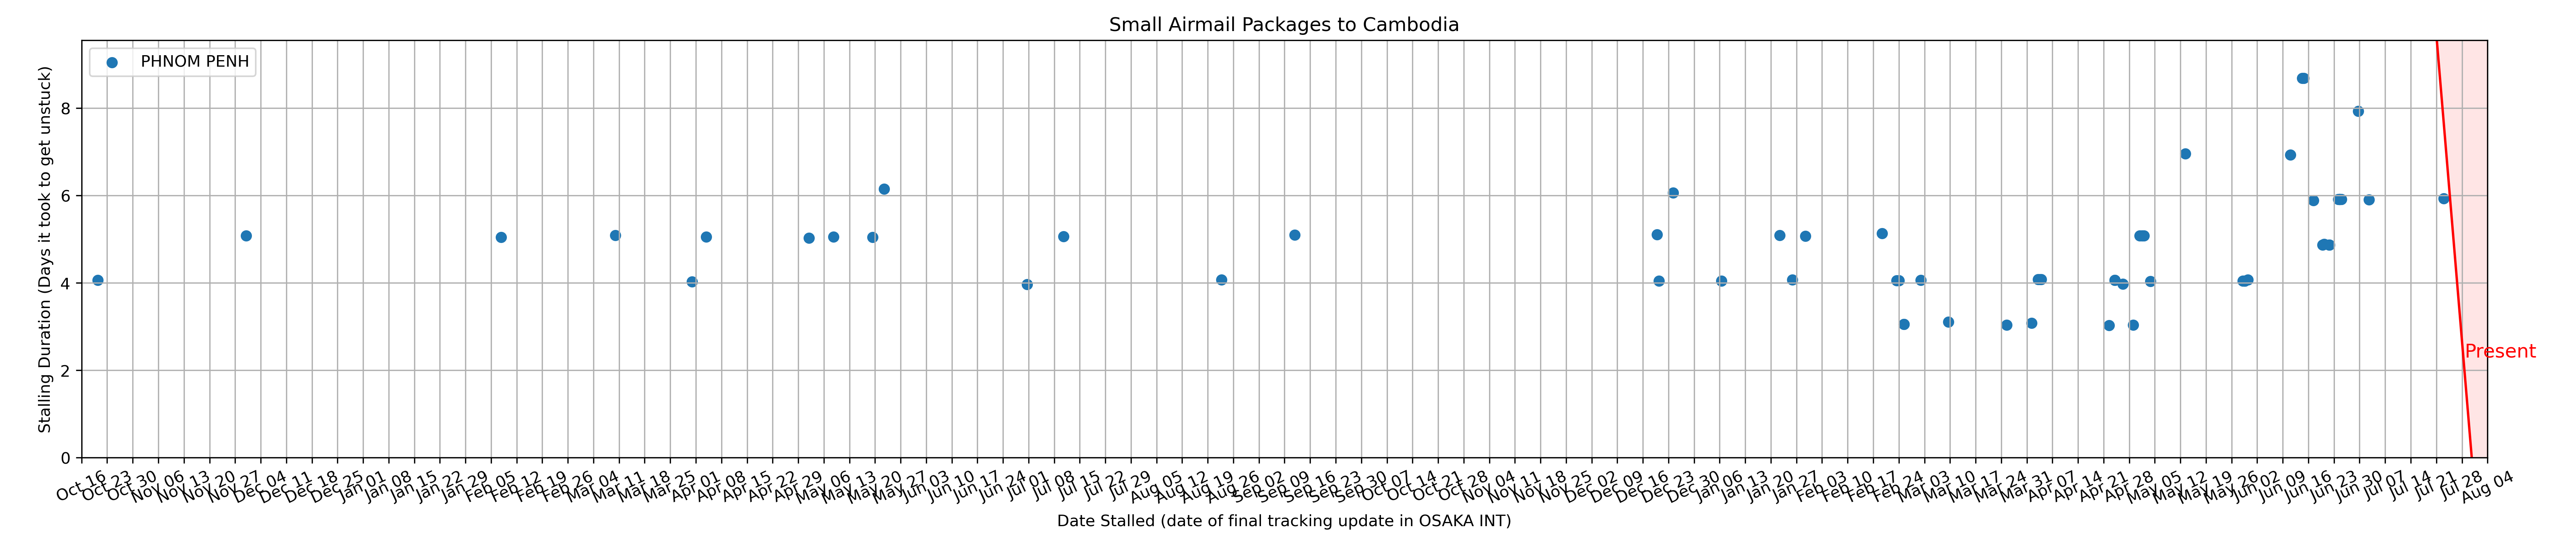 Small Airmail Packages to Cambodia
PHNOM PENH
Stalling Duration (Days it took to get unstuck)
8
6
4
2
0
Present
Oct 16
Oct 23
Oct 30
Nov 06
Nov 13
Nov 20
Nov 27
Dec 04
Dec 11
Dec 18
Dec 25
Jan 01
Jan 08
Jan 15
Jan 22
Jan 29
Feb 05
Feb 12
Feb 19
Feb 26
Mar 04
Mar 11
Mar 18
Mar 25
Apr 01
Apr 08
Apr 15
Apr 22
Apr 29
May 06
May 13
May 20
May 27
Jun 03
Jun 10
Jun 17
Jun 24
Jul 01
Jul 08
Jul 15
Jul 22
Jul 29
Aug 05
Aug 12
Aug 19
Aug 26
Sep 02
Sep 09
Sep 16
Sep 23
Sep 30
Oct 07
Oct 14
Oct 21
Oct 28
Nov 04
Nov 11
Nov 18
Nov 25
Dec 02
Dec 09
Dec 16
Dec 23
Dec 30
Jan 06
Jan 13
Jan 20
Jan 27
Feb 03
Feb 10
Feb 17
Feb 24
Mar 03
Mar 10
Mar 17
Mar 24
Mar 31
Apr 07
Apr 14
Apr 21
Apr 28
May 05
May 12
May 19
May 26
Jun 02
Jun 09
Jun 16
Jun 23
Jun 30
Jul 07
Jul 14
Jul 21
Jul 28
Aug 04
Date Stalled (date of final tracking update in OSAKA INT)